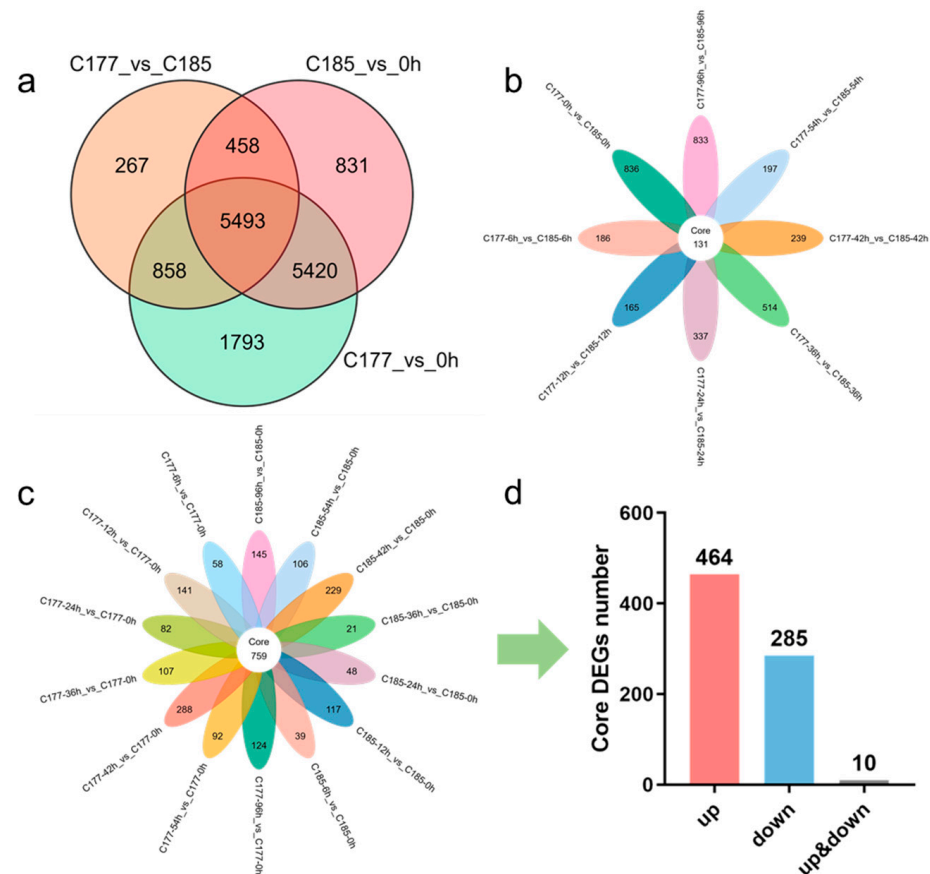 a
C177_vs_C185
C185_vs_0h
267
458
831
5493
858
5420
1793
C177_vs_0h
b
C177-96h_vs_C185-96h
833
C177-54h_vs_C185-54h
197
C177-42h_vs_C185-42h
239
C177-36h_vs_C185-36h
514
C177-24h_vs_C185-24h
337
C177-12h_vs_C185-12h
165
C177-6h_vs_C185-6h
186
C177-0h_vs_C185-0h
836
Core
131
c
C185-96h_vs_C185-0h
145
C185-54h_vs_C185-0h
106
C185-42h_vs_C185-0h
229
C185-36h_vs_C185-0h
21
C185-24h_vs_C185-0h
48
C185-12h_vs_C185-0h
117
C185-6h_vs_C185-0h
39
C177-96h_vs_C177-0h
124
C177-54h_vs_C177-0h
92
C177-42h_vs_C177-0h
288
C177-36h_vs_C177-0h
107
C177-24h_vs_C177-0h
82
C177-12h_vs_C177-0h
141
C177-6h_vs_C177-0h
58
Core
759
d
Core DEGs number
600
400
200
0
464
285
10
up
down
up&down